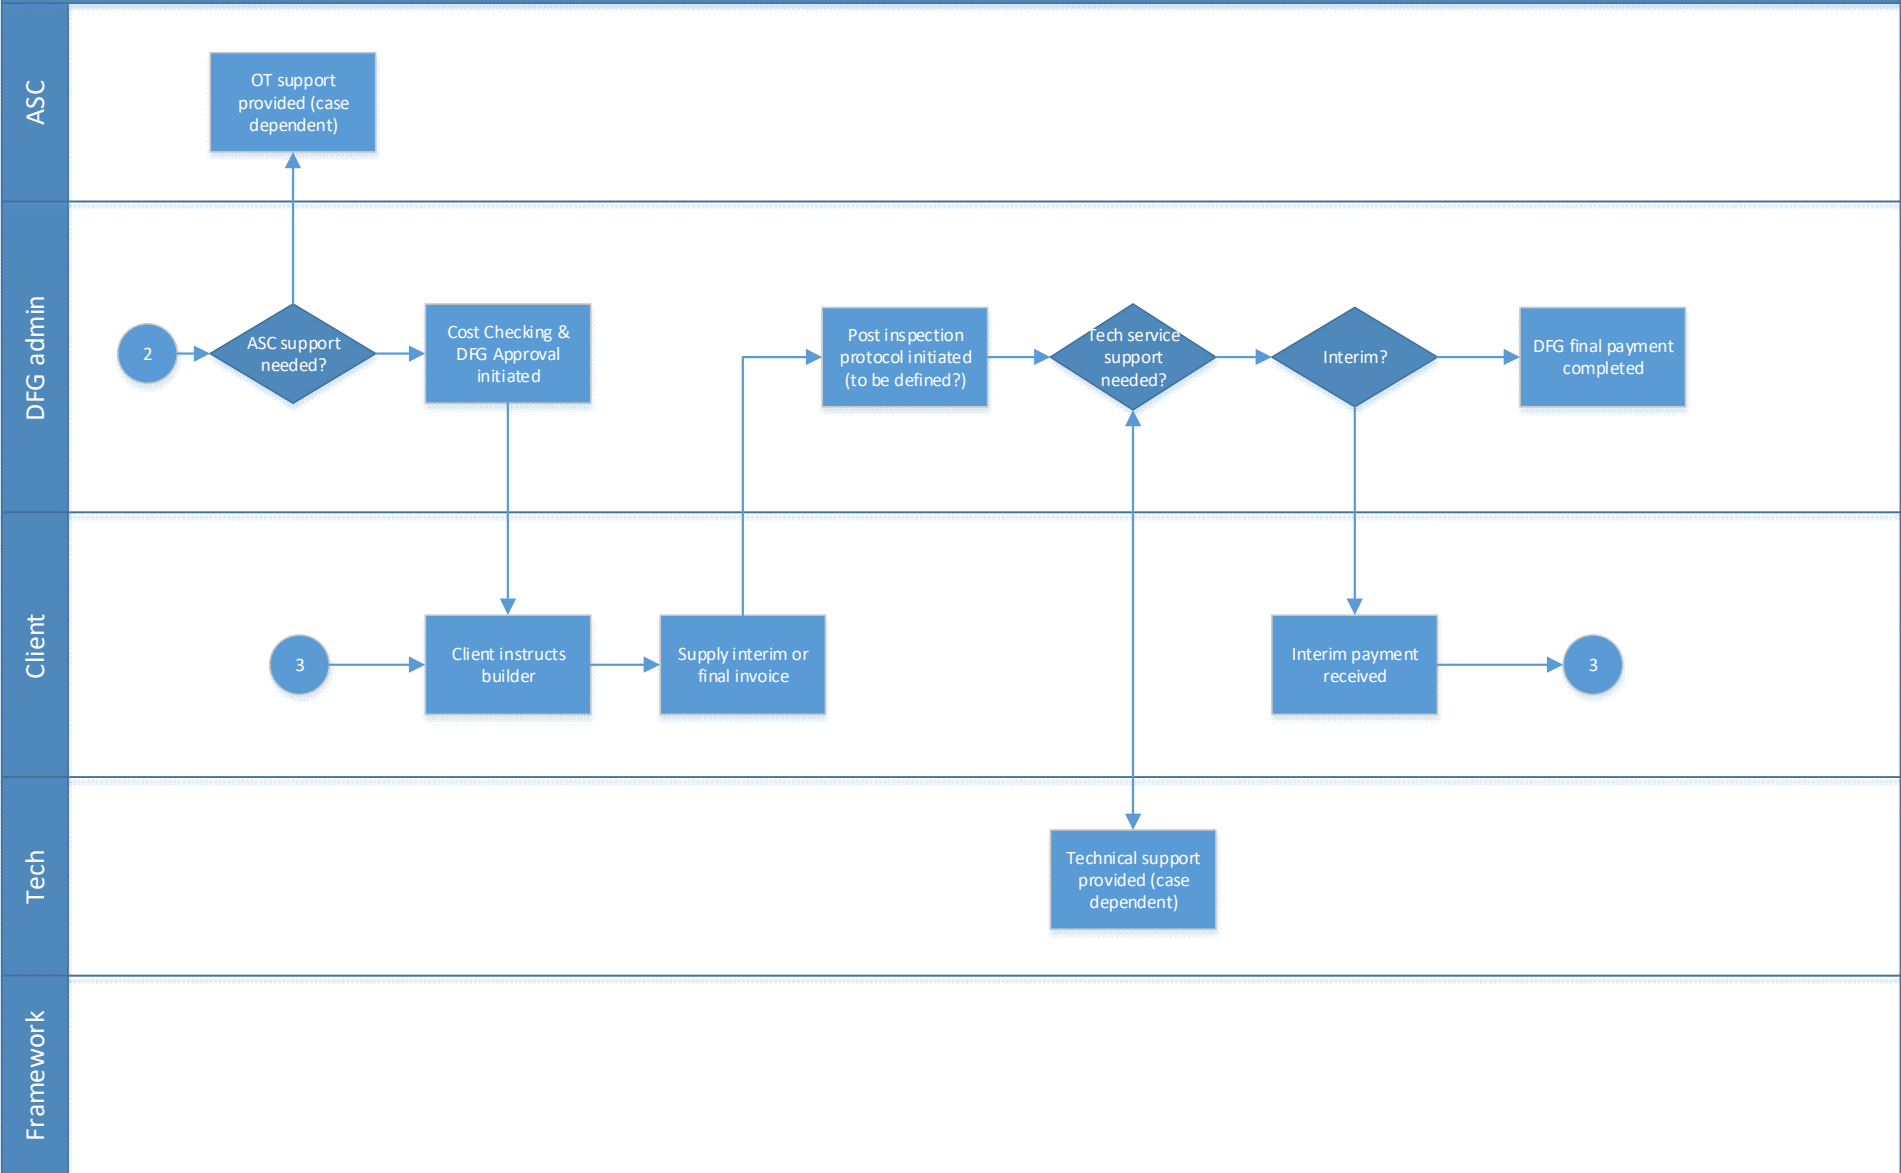 ASC
OT support
provided (case
dependent)
DFG admin
2
ASC support
needed?
Cost Checking &
DFG Approval
initiated
Post inspection
protocol initiated
(to be defined?)
Tech service
support
needed?
Interim?
DFG final payment
completed
Client
3
Client instructs
builder
Supply interim or
final invoice
Interim payment
received
3
Tech
Technical support
provided (case
dependent)
Framework